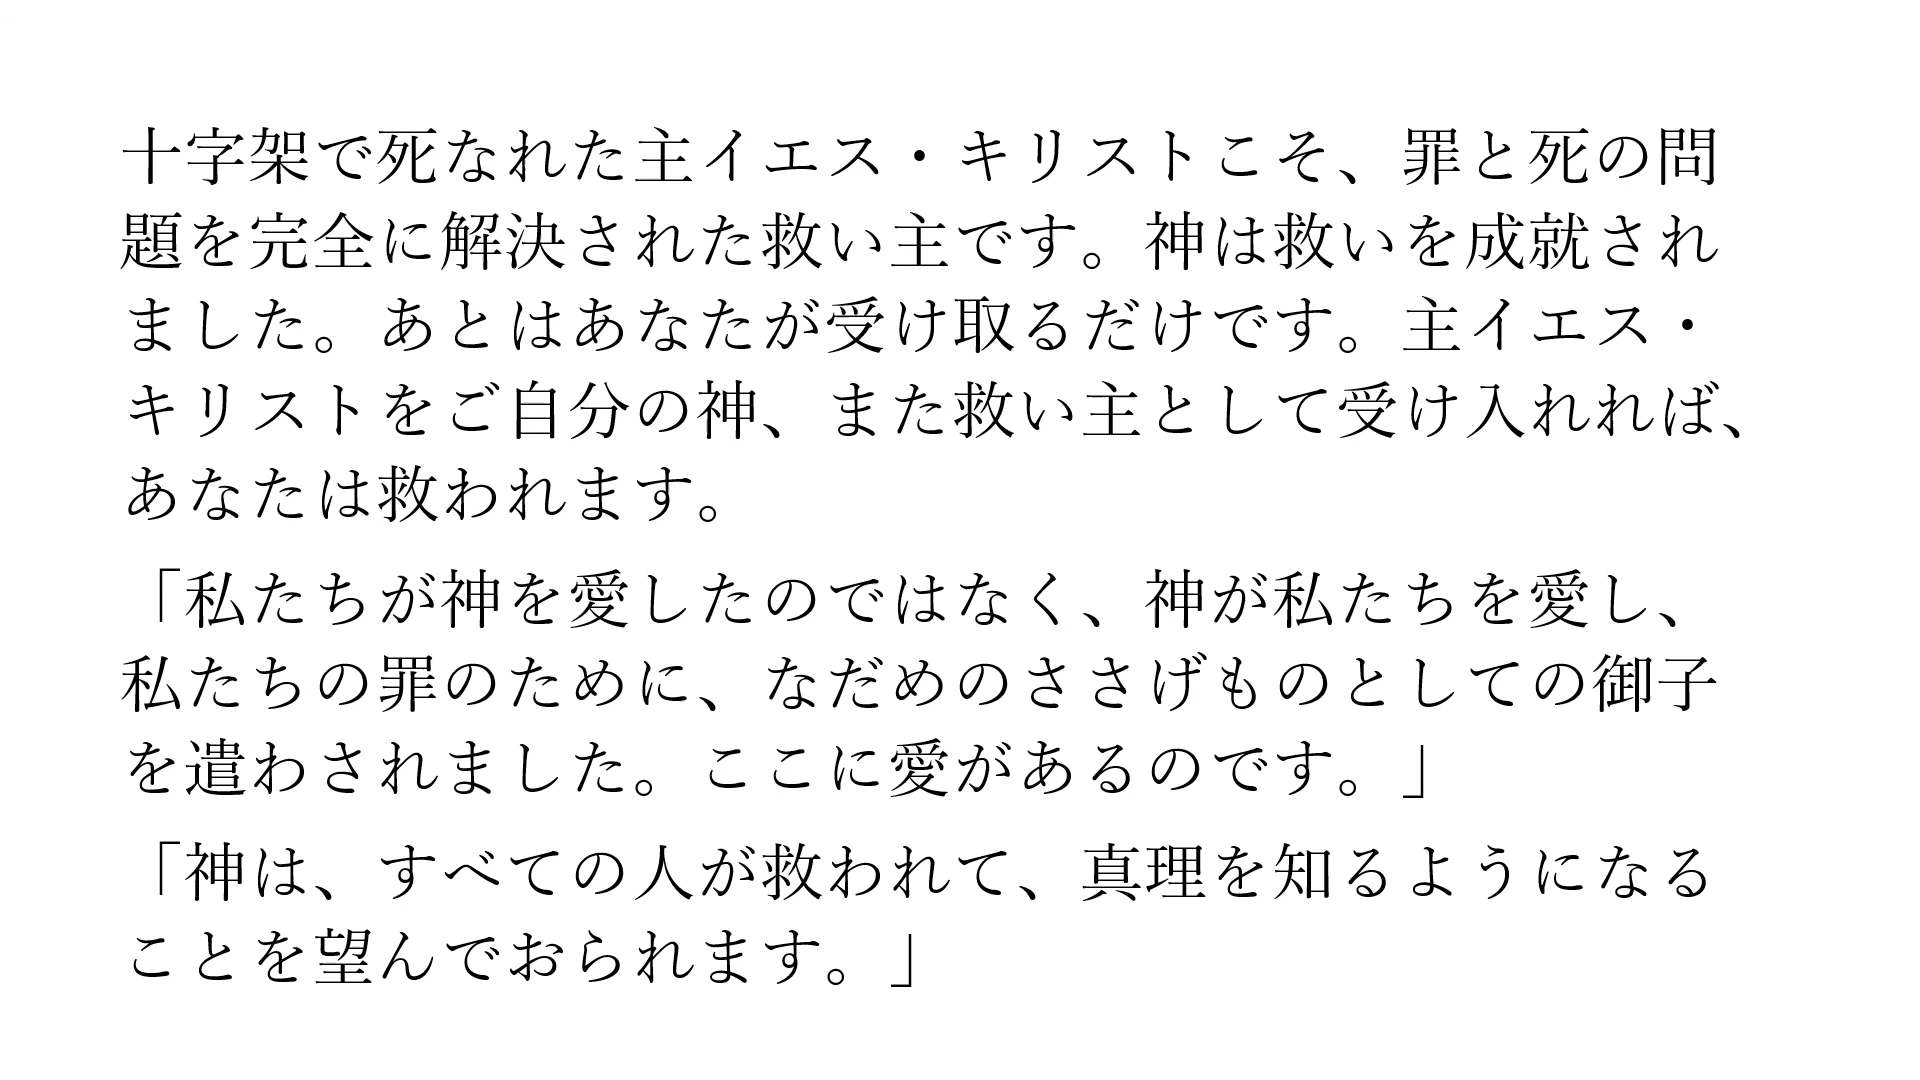 十字架で死なれた主イエス・キリストこそ、罪と死の問
題を完全に解決された救い主です。神は救いを成就され
ました。あとはあなたが受け取るだけです。主イエス・
キリストをご自分の神、また救い主として受け入れれば、
あなたは救われます。
「私たちが神を愛したのではなく、神が私たちを愛し、
私たちの罪のために、なだめのささげものとしての御子
を遣わされました。ここに愛があるのです。」
「神は、すべての人が救われて、真理を知るようになる
ことを望んでおられます。」